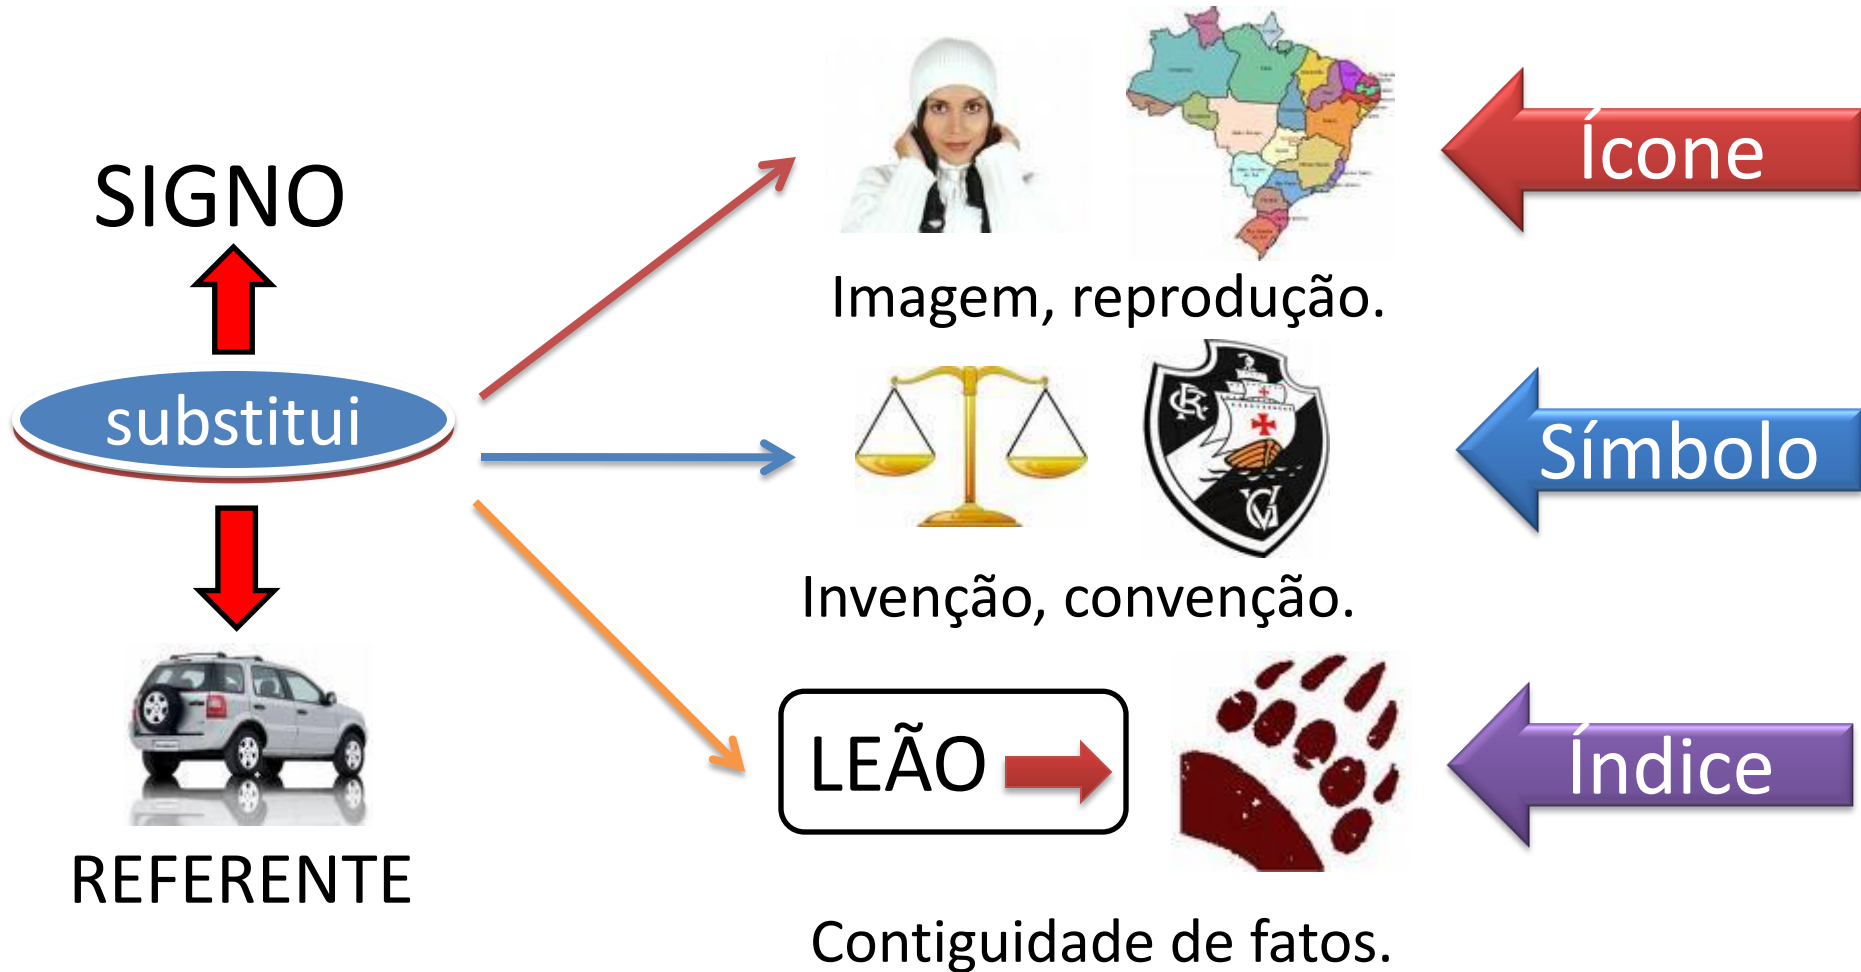 SIGNO
substitui
REFERENTE
Imagem, reprodução.
Ícone
Invenção, convenção.
Símbolo
LEÃO
Índice
Contiguidade de fatos.